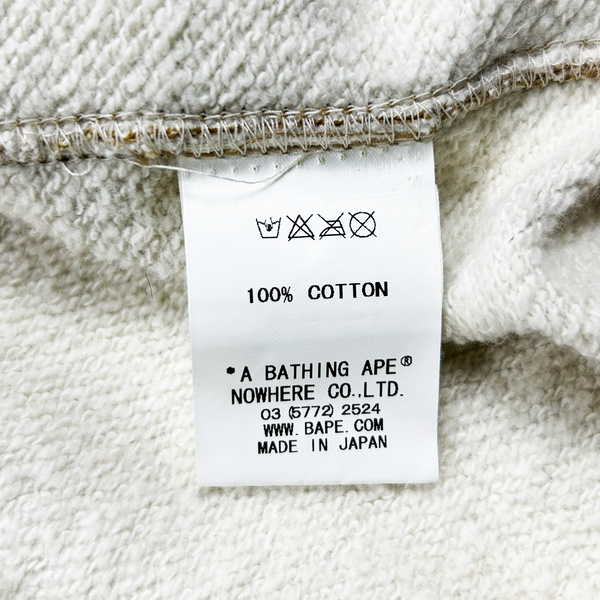 100% COTTON
*A BATHING APE®
NOWHERE CO.,LTD.
03 (5772) 2524
WWW.BAPE.COM
MADE IN JAPAN